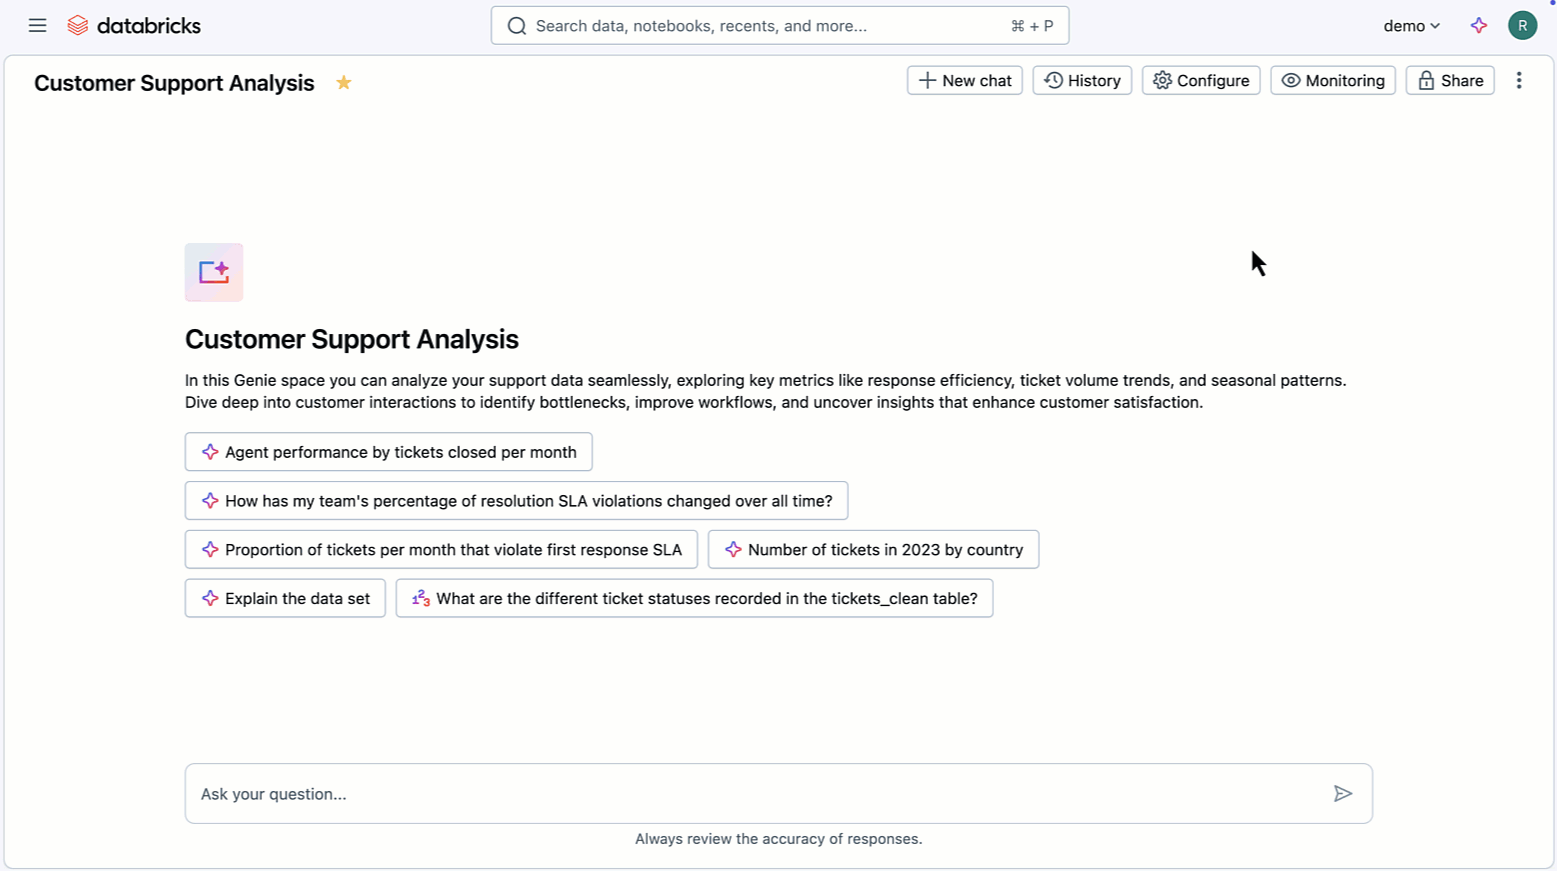 databricks
Search data, notebooks, recents, and more...
⌘ + P
demo
R
Customer Support Analysis
New chat
History
Configure
Monitoring
Share
Customer Support Analysis
In this Genie space you can analyze your support data seamlessly, exploring key metrics like response efficiency, ticket volume trends, and seasonal patterns.
Dive deep into customer interactions to identify bottlenecks, improve workflows, and uncover insights that enhance customer satisfaction.
Agent performance by tickets closed per month
How has my team's percentage of resolution SLA violations changed over all time?
Proportion of tickets per month that violate first response SLA
Number of tickets in 2023 by country
Explain the data set
123 What are the different ticket statuses recorded in the tickets_clean table?
Ask your question...
Always review the accuracy of responses.